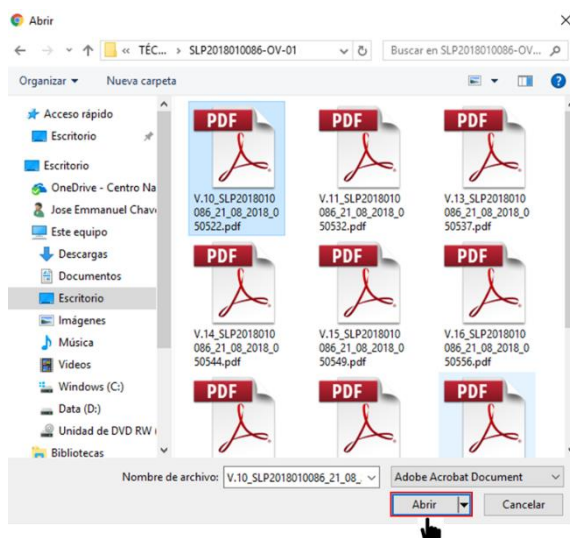 Abrir
« TÉC... > SLP2018010086-OV-01
Buscar en SLP2018010086-OV...
Organizar
Nueva carpeta
Acceso rápido
Escritorio
Escritorio
OneDrive - Centro Na
Jose Emmanuel Chav
Este equipo
Descargas
Documentos
Escritorio
Imágenes
Música
Videos
Windows (C:)
Data (D:)
Unidad de DVD RW
Bibliotecas
PDF
V.10_SLP2018010
086_21_08_2018_0
50522.pdf
PDF
V.11_SLP2018010
086_21_08_2018_0
50532.pdf
PDF
V.13_SLP2018010
086_21_08_2018_0
50537.pdf
PDF
V.14_SLP2018010
086_21_08_2018_0
50544.pdf
PDF
V.15_SLP2018010
086_21_08_2018_0
50549.pdf
PDF
V.16_SLP2018010
086_21_08_2018_0
50556.pdf
PDF
PDF
PDF
Nombre de archivo:
V.10_SLP2018010086_21_08_
Adobe Acrobat Document
Abrir
Cancelar